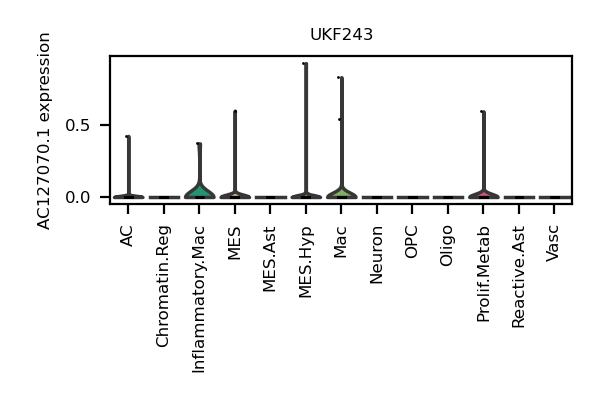 UKF243
AC127070.1 expression
0.5
0.0
AC
Chromatin.Reg
Inflammatory.Mac
MES
MES.Ast
MES.Hyp
Mac
Neuron
OPC
Oligo
Prolif.Metab
Reactive.Ast
Vasc